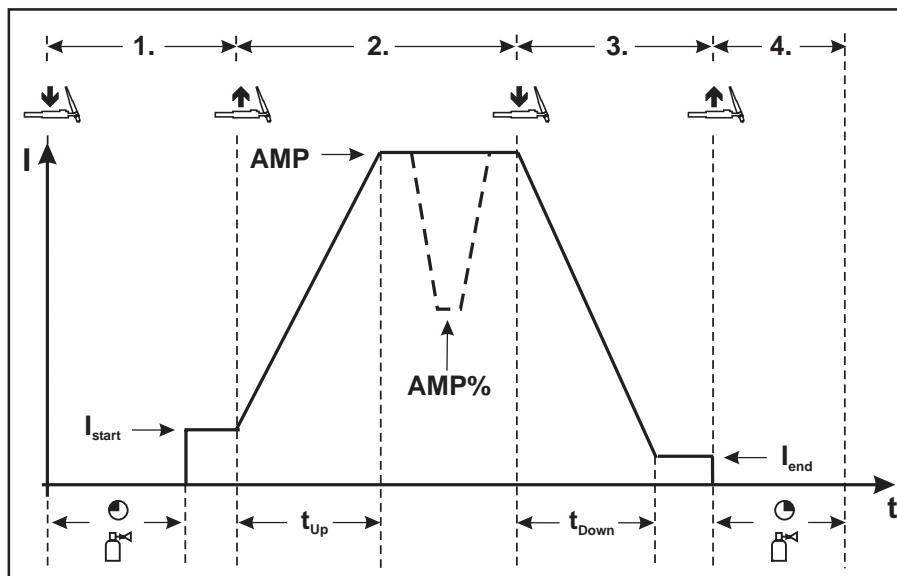 1. 2. 3. 4.
I
AMP
AMP%
Istart
Iend
t
tUp
tDown